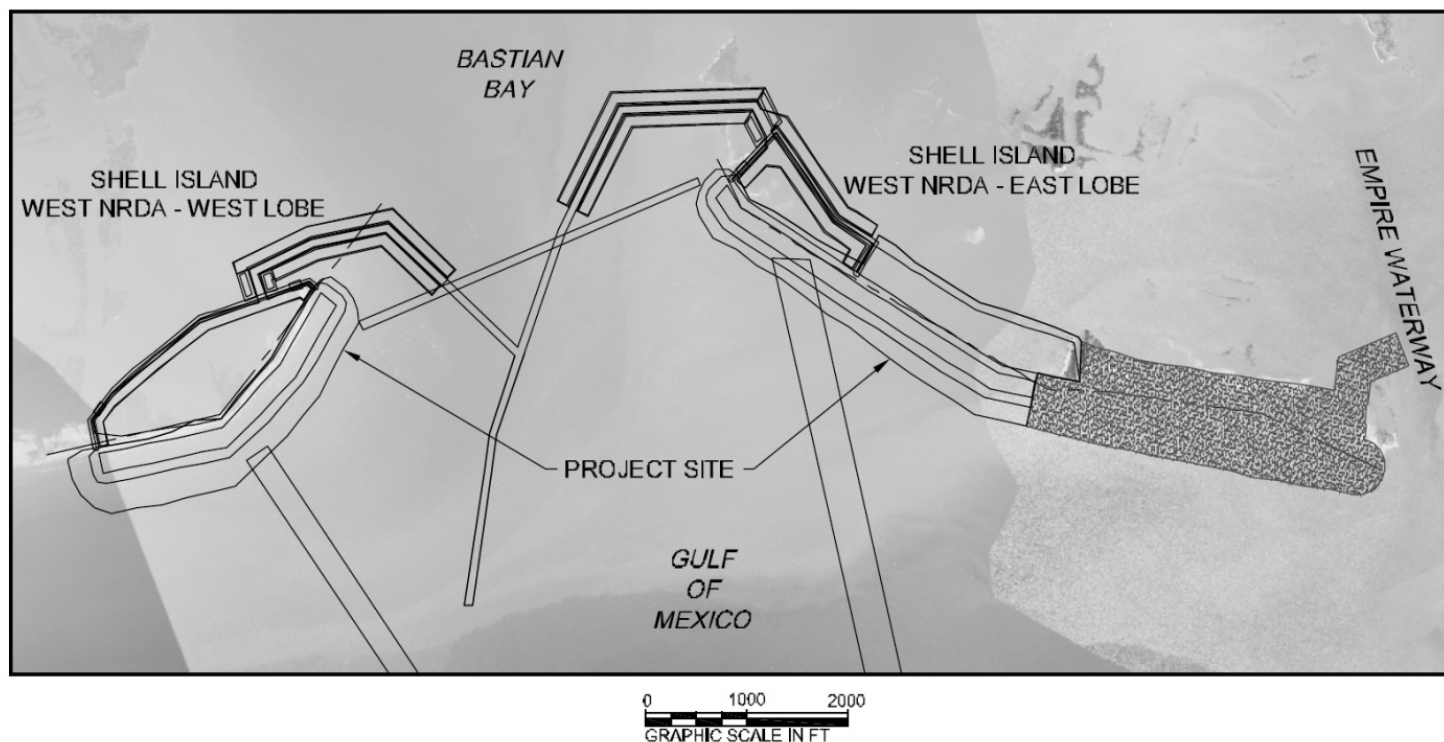 BASTIAN
BAY
SHELL ISLAND
WEST NRDA - WEST LOBE
SHELL ISLAND
WEST NRDA - EAST LOBE
EMPIRE WATERWAY
PROJECT SITE
GULF
OF
MEXICO
0 1000 2000
GRAPHIC SCALE IN FT